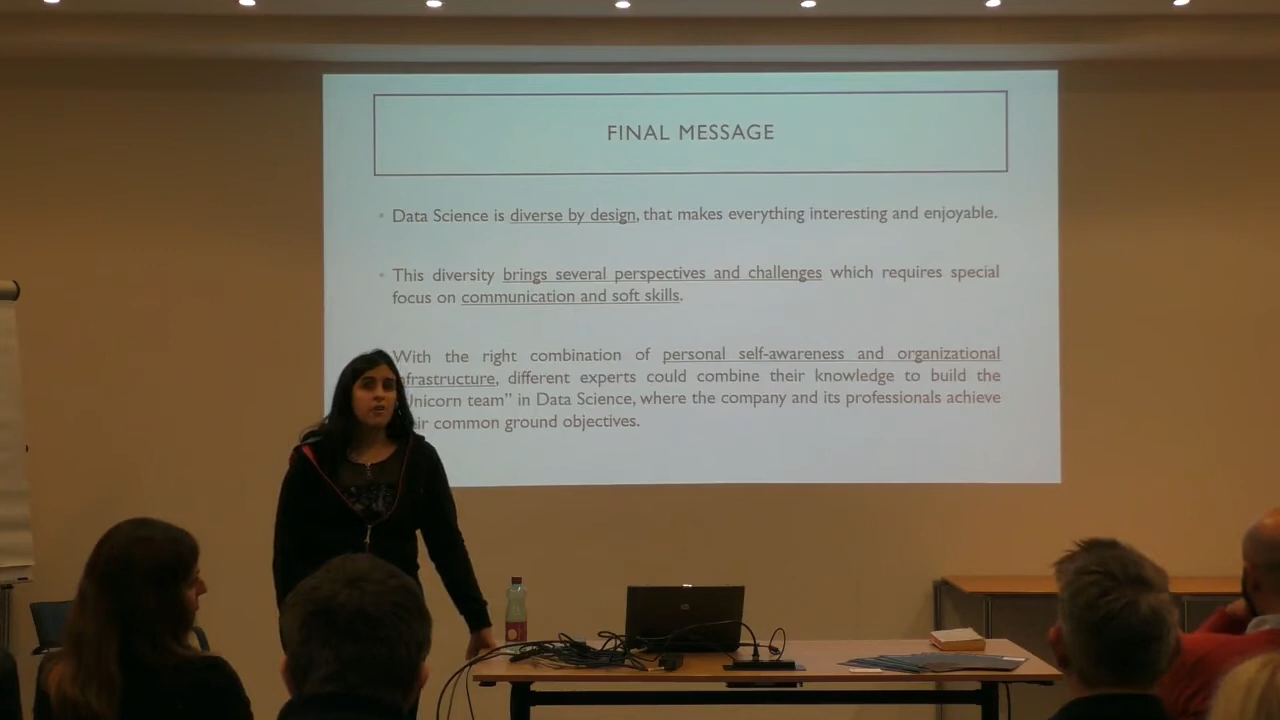 FINAL MESSAGE
Data Science is diverse by design, that makes everything interesting and enjoyable.
This diversity brings several perspectives and challenges which requires special
focus on communication and soft skills.
With the right combination of personal self-awareness and organizational
frastructure, different experts could combine their knowledge to build the
nicorn team” in Data Science, where the company and its professionals achieve
ir common ground objectives.